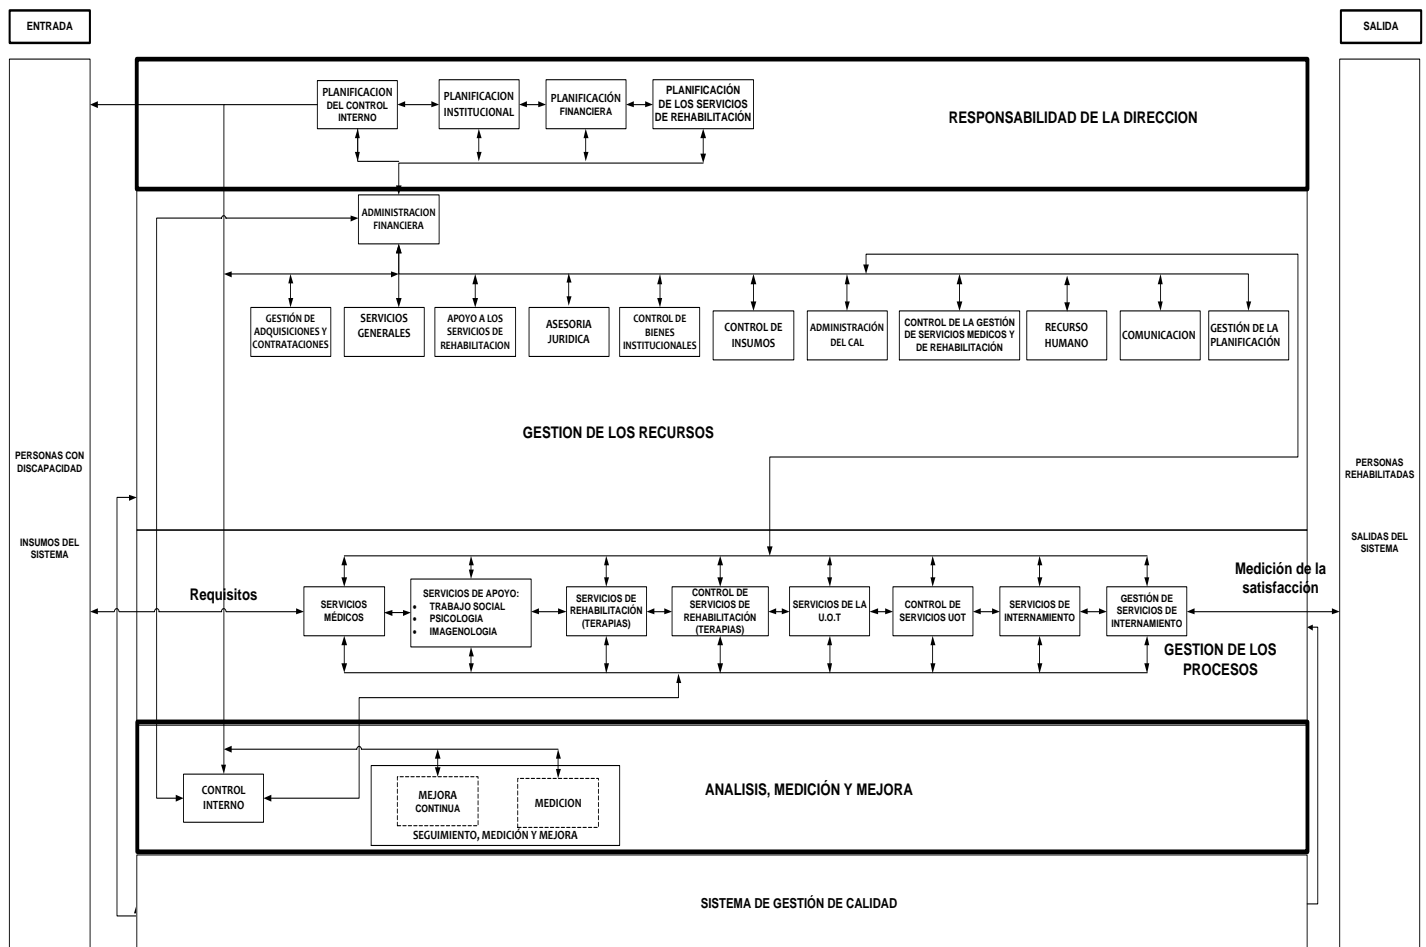 ENTRADA
SALIDA
PLANIFICACION
DEL CONTROL
INTERNO
PLANIFICACION
INSTITUCIONAL
PLANIFICACIÓN
FINANCIERA
PLANIFICACIÓN
DE LOS SERVICIOS
DE REHABILITACIÓN
RESPONSABILIDAD DE LA DIRECCION
ADMINISTRACION
FINANCIERA
GESTIÓN DE
ADQUISICIONES Y
CONTRATACIONES
SERVICIOS
GENERALES
APOYO A LOS
SERVICIOS DE
REHABILITACION
ASESORIA
JURIDICA
CONTROL DE
BIENES
INSTITUCIONALES
CONTROL DE
INSUMOS
ADMINISTRACIÓN
DEL CAL
CONTROL DE LA GESTIÓN
DE SERVICIOS MEDICOS Y
DE REHABILITACIÓN
RECURSO
HUMANO
COMUNICACION
GESTIÓN DE LA
PLANIFICACIÓN
GESTION DE LOS RECURSOS
PERSONAS CON
DISCAPACIDAD
INSUMOS DEL
SISTEMA
PERSONAS
REHABILITADAS
SALIDAS DEL
SISTEMA
Requisitos
SERVICIOS
MÉDICOS
SERVICIOS DE APOYO:
• TRABAJO SOCIAL
• PSICOLOGIA
• IMAGENOLOGIA
SERVICIOS DE
REHABILITACIÓN
(TERAPIAS)
CONTROL DE
SERVICIOS DE
REHABILITACIÓN
(TERAPIAS)
SERVICIOS DE LA
U.O.T
CONTROL DE
SERVICIOS UOT
SERVICIOS DE
INTERNAMIENTO
GESTIÓN DE
SERVICIOS DE
INTERNAMIENTO
Medición de la
satisfacción
GESTION DE LOS
PROCESOS
CONTROL
INTERNO
MEJORA
CONTINUA
MEDICION
SEGUIMIENTO, MEDICIÓN Y MEJORA
ANALISIS, MEDICIÓN Y MEJORA
SISTEMA DE GESTIÓN DE CALIDAD